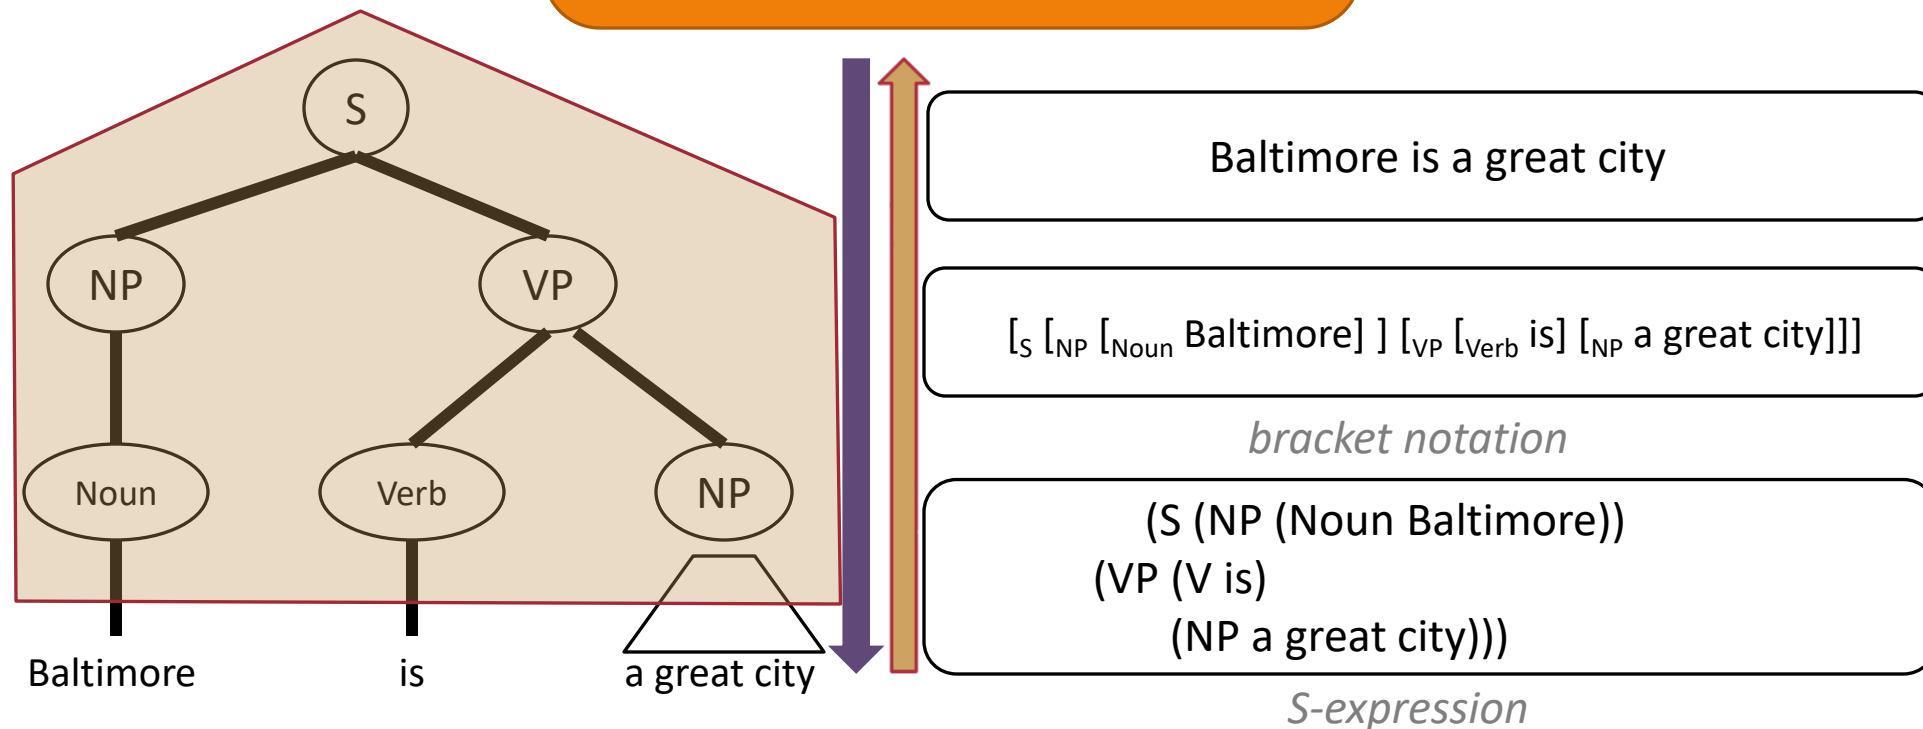 S
NP VP
Noun Verb NP
Baltimore is a great city
Baltimore is a great city
[S [NP [Noun Baltimore] ] [VP [Verb is] [NP a great city]]]
bracket notation
(S (NP (Noun Baltimore))
(VP (V is)
(NP a great city)))
S-expression